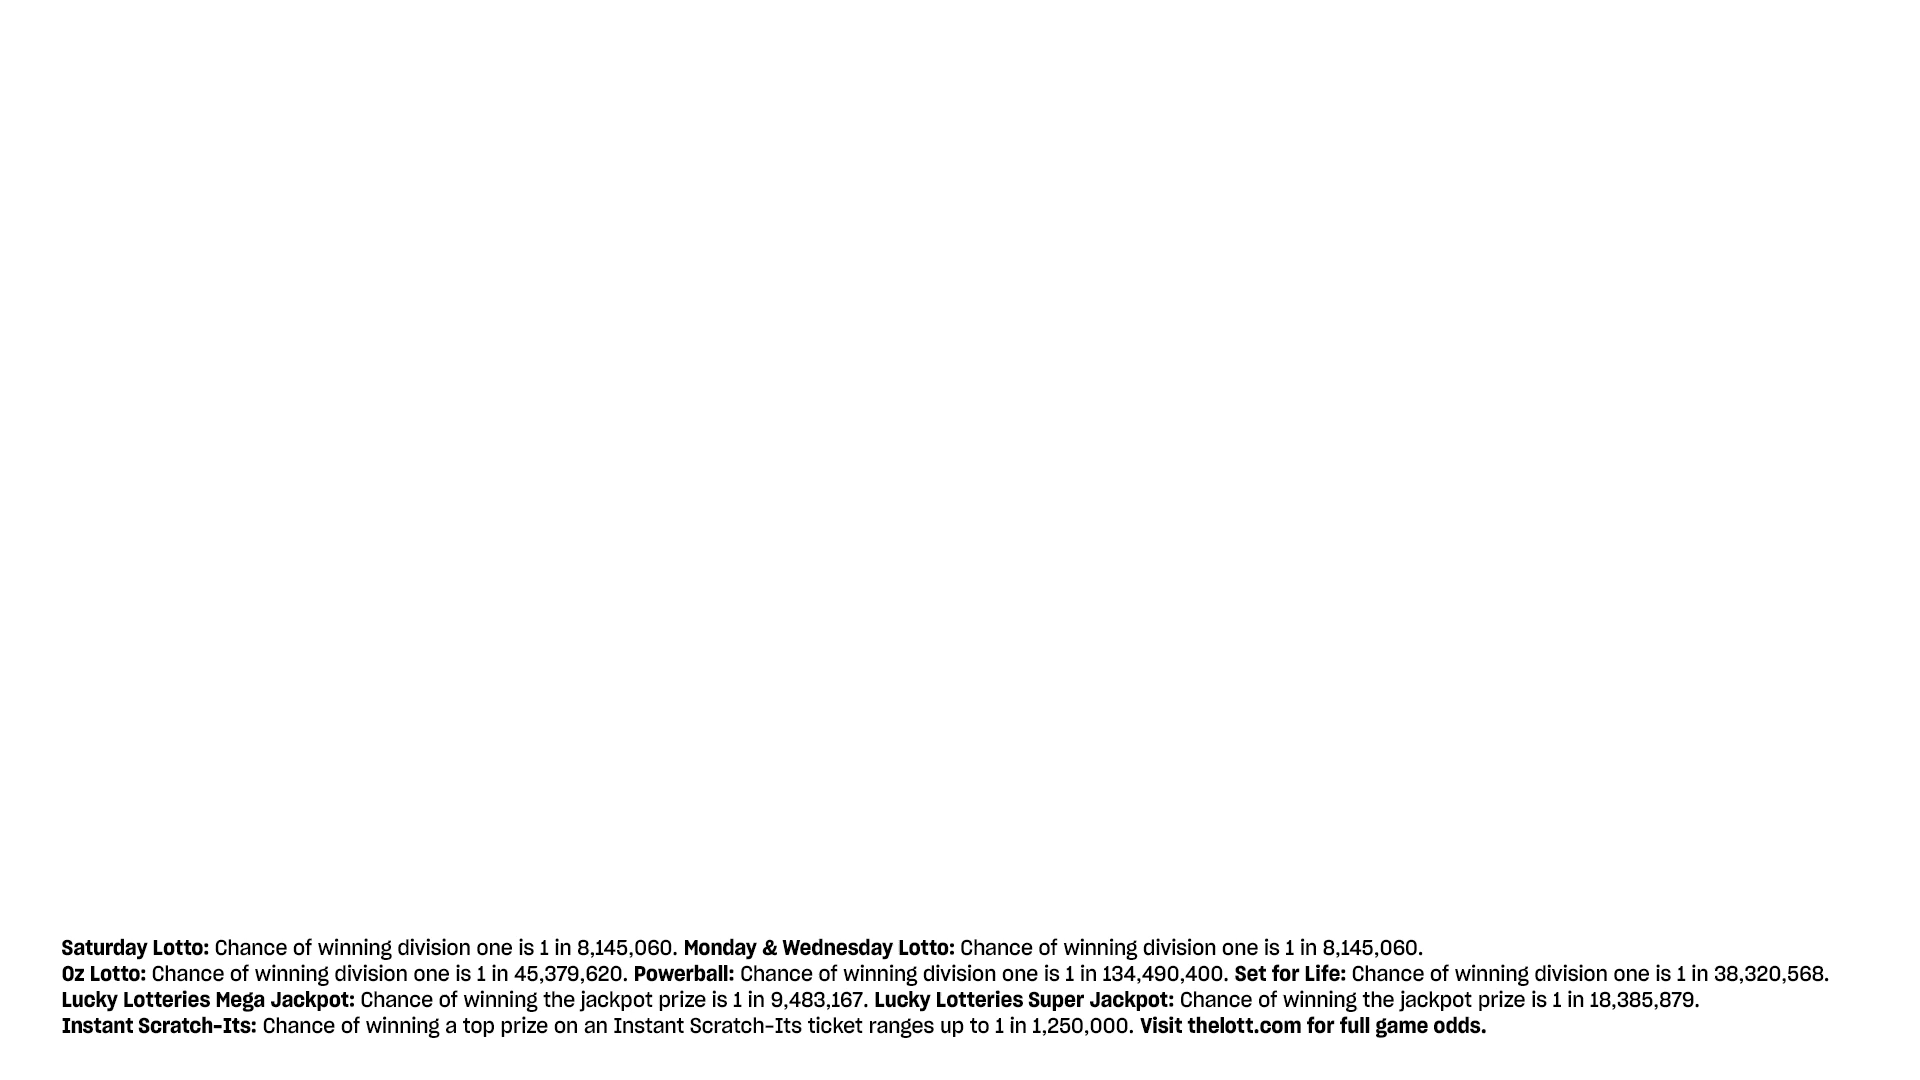 Saturday Lotto: Chance of winning division one is 1 in 8,145,060. Monday & Wednesday Lotto: Chance of winning division one is 1 in 8,145,060.
Oz Lotto: Chance of winning division one is 1 in 45,379,620. Powerball: Chance of winning division one is 1 in 134,490,400. Set for Life: Chance of winning division one is 1 in 38,320,568.
Lucky Lotteries Mega Jackpot: Chance of winning the jackpot prize is 1 in 9,483,167. Lucky Lotteries Super Jackpot: Chance of winning the jackpot prize is 1 in 18,385,879.
Instant Scratch-Its: Chance of winning a top prize on an Instant Scratch-Its ticket ranges up to 1 in 1,250,000. Visit thelott.com for full game odds.